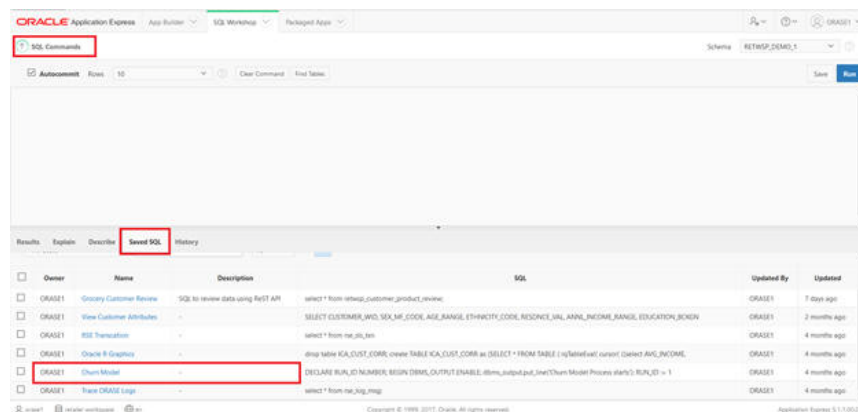 ORACLE Application Express App Builder SQL Workshop Packaged Apps ORASE1
SQL Commands Schema RETWSP_DEMO_1
Autocommit Rows 10 Clear Command Find Tables Save Run
Results Explain Describe Saved SQL History
Owner Name Description SQL Updated By Updated
ORASE1 Grocery Customer Review SQL to review data using ReST API select * from retwsp_customer_product_review; ORASE1 7 days ago
ORASE1 View Customer Attributes - SELECT CUSTOMER_WID, SEX_MF_CODE, AGE_RANGE, ETHNICITY_CODE, RESDNCE_VAL, ANNL_INCOME_RANGE, EDUCATION_BCKGN ORASE1 2 months ago
ORASE1 RSE Transcation - select * from rse_sls_txn ORASE1 4 months ago
ORASE1 Oracle R Graphics - drop table ICA_CUST_CORR; create TABLE ICA_CUST_CORR as (SELECT * FROM TABLE ( rqTableEval( cursor( (select AVG_INCOME, ORASE1 4 months ago
ORASE1 Churn Model - DECLARE RUN_ID NUMBER; BEGIN DBMS_OUTPUT.ENABLE; dbms_output.put_line('Churn Model Process starts'); RUN_ID := 1 ORASE1 4 months ago
ORASE1 Trace ORASE Logs - select * from rse_log_msg; ORASE1 4 months ago
orase1 retailer workspace en Copyright © 1999, 2017, Oracle. All rights reserved. Application Express 5.1.1.00.